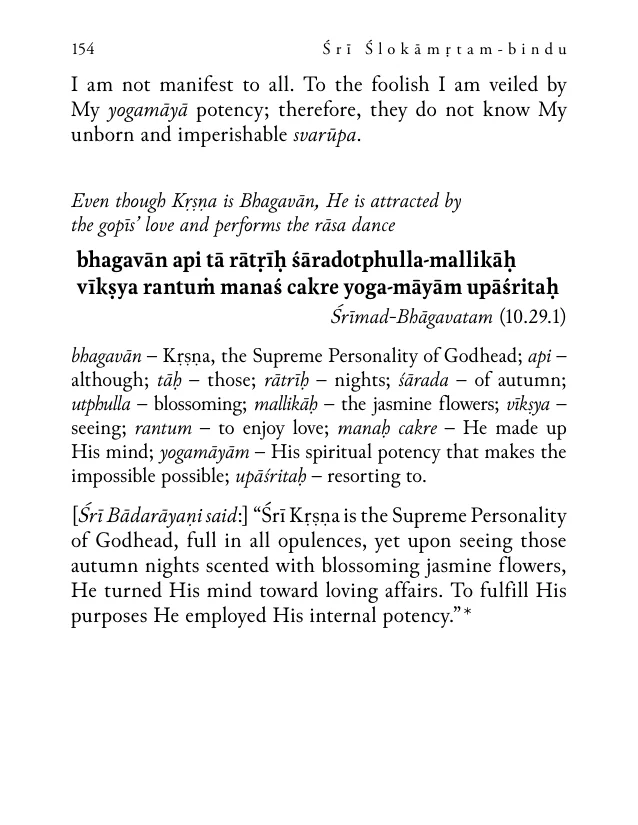 154 Śrī Ślokāmṛtam-bindu
I am not manifest to all. To the foolish I am veiled by
My yogamāyā potency; therefore, they do not know My
unborn and imperishable svarūpa.
Even though Kṛṣṇa is Bhagavān, He is attracted by
the gopīs’ love and performs the rāsa dance
bhagavān api tā rātṛīḥ śāradotphulla-mallikāḥ
vīkṣya rantuṁ manaś cakre yoga-māyām upāśritaḥ
Śrīmad-Bhāgavatam (10.29.1)
bhagavān – Kṛṣṇa, the Supreme Personality of Godhead; api –
although; tāḥ – those; rātrīḥ – nights; śārada – of autumn;
utphulla – blossoming; mallikāḥ – the jasmine flowers; vīkṣya –
seeing; rantum – to enjoy love; manaḥ cakre – He made up
His mind; yogamāyām – His spiritual potency that makes the
impossible possible; upāśritaḥ – resorting to.
[Śrī Bādarāyaṇi said:] “Śrī Kṛṣṇa is the Supreme Personality
of Godhead, full in all opulences, yet upon seeing those
autumn nights scented with blossoming jasmine flowers,
He turned His mind toward loving affairs. To fulfill His
purposes He employed His internal potency.”*